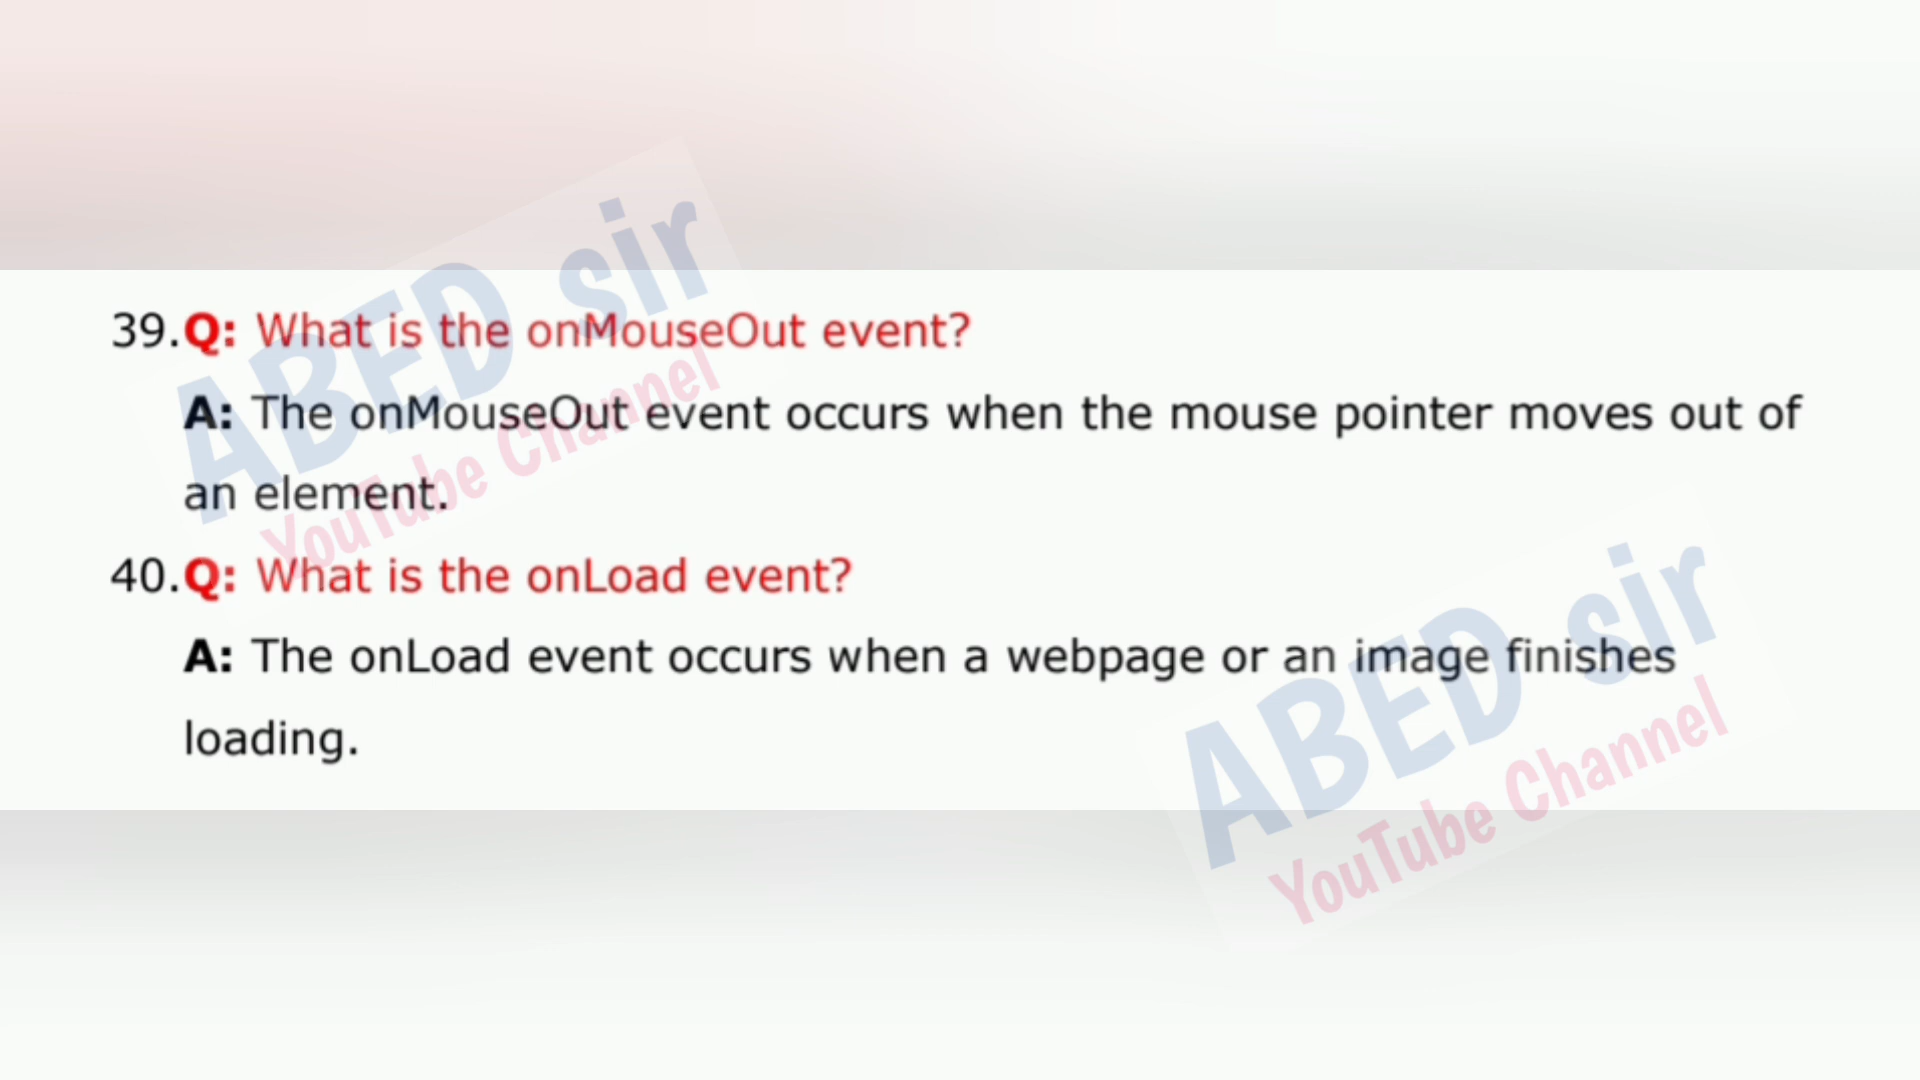 39.Q: What is the onMouseOut event?
A: The onMouseOut event occurs when the mouse pointer moves out of
an element.
40.Q: What is the onLoad event?
A: The onLoad event occurs when a webpage or an image finishes
loading.
ABED sir
YouTube Channel
ABED sir
YouTube Channel